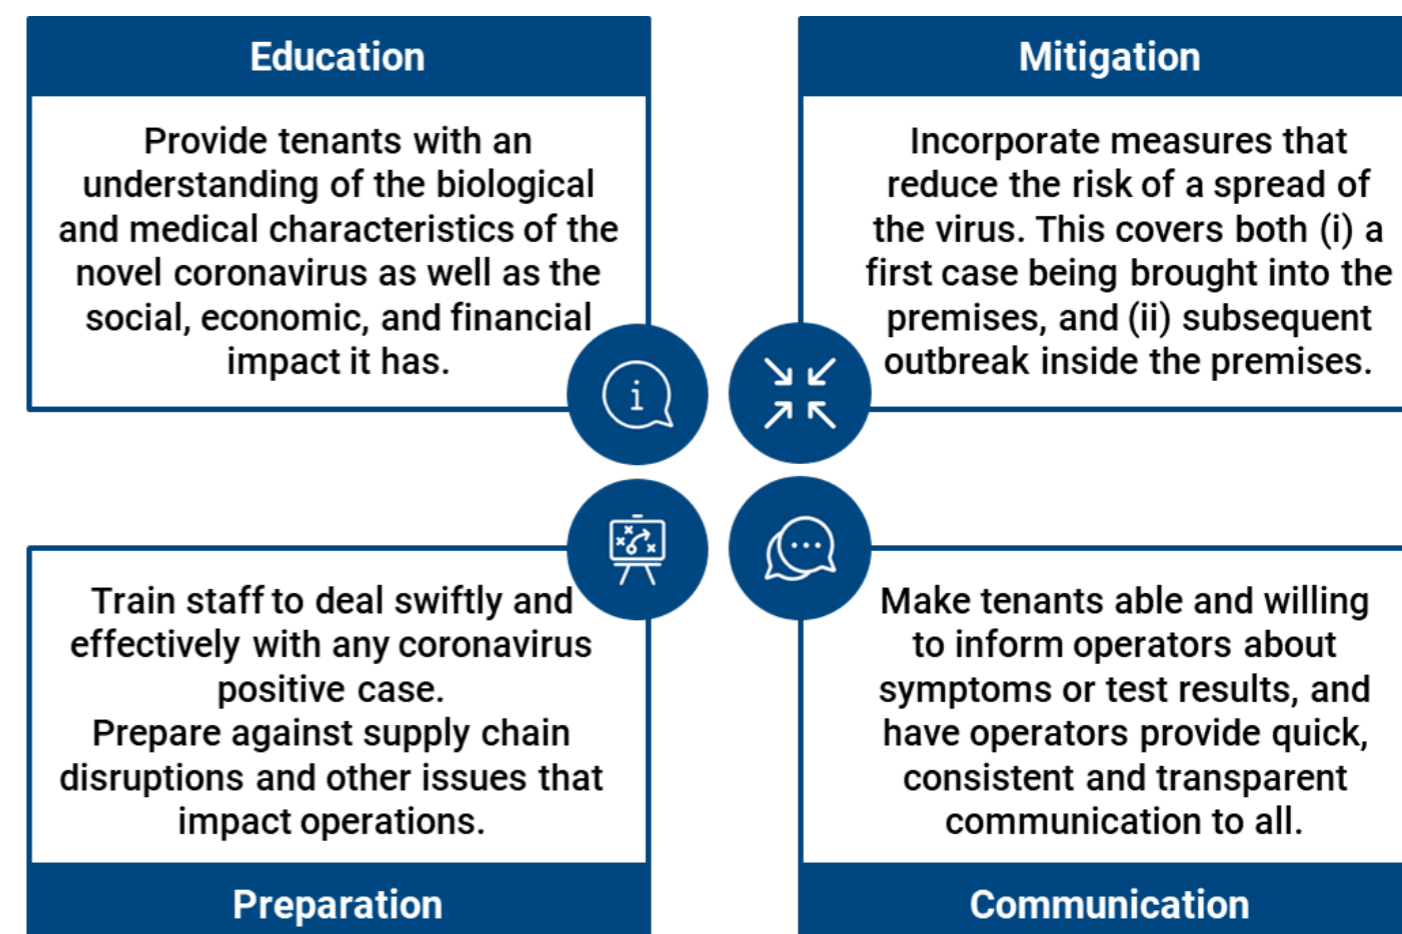 Education
Provide tenants with an
understanding of the biological
and medical characteristics of the
novel coronavirus as well as the
social, economic, and financial
impact it has.
Mitigation
Incorporate measures that
reduce the risk of a spread of
the virus. This covers both (i) a
first case being brought into the
premises, and (ii) subsequent
outbreak inside the premises.
i
Train staff to deal swiftly and
effectively with any coronavirus
positive case.
Prepare against supply chain
disruptions and other issues that
impact operations.
Preparation
Make tenants able and willing
to inform operators about
symptoms or test results, and
have operators provide quick,
consistent and transparent
communication to all.
Communication